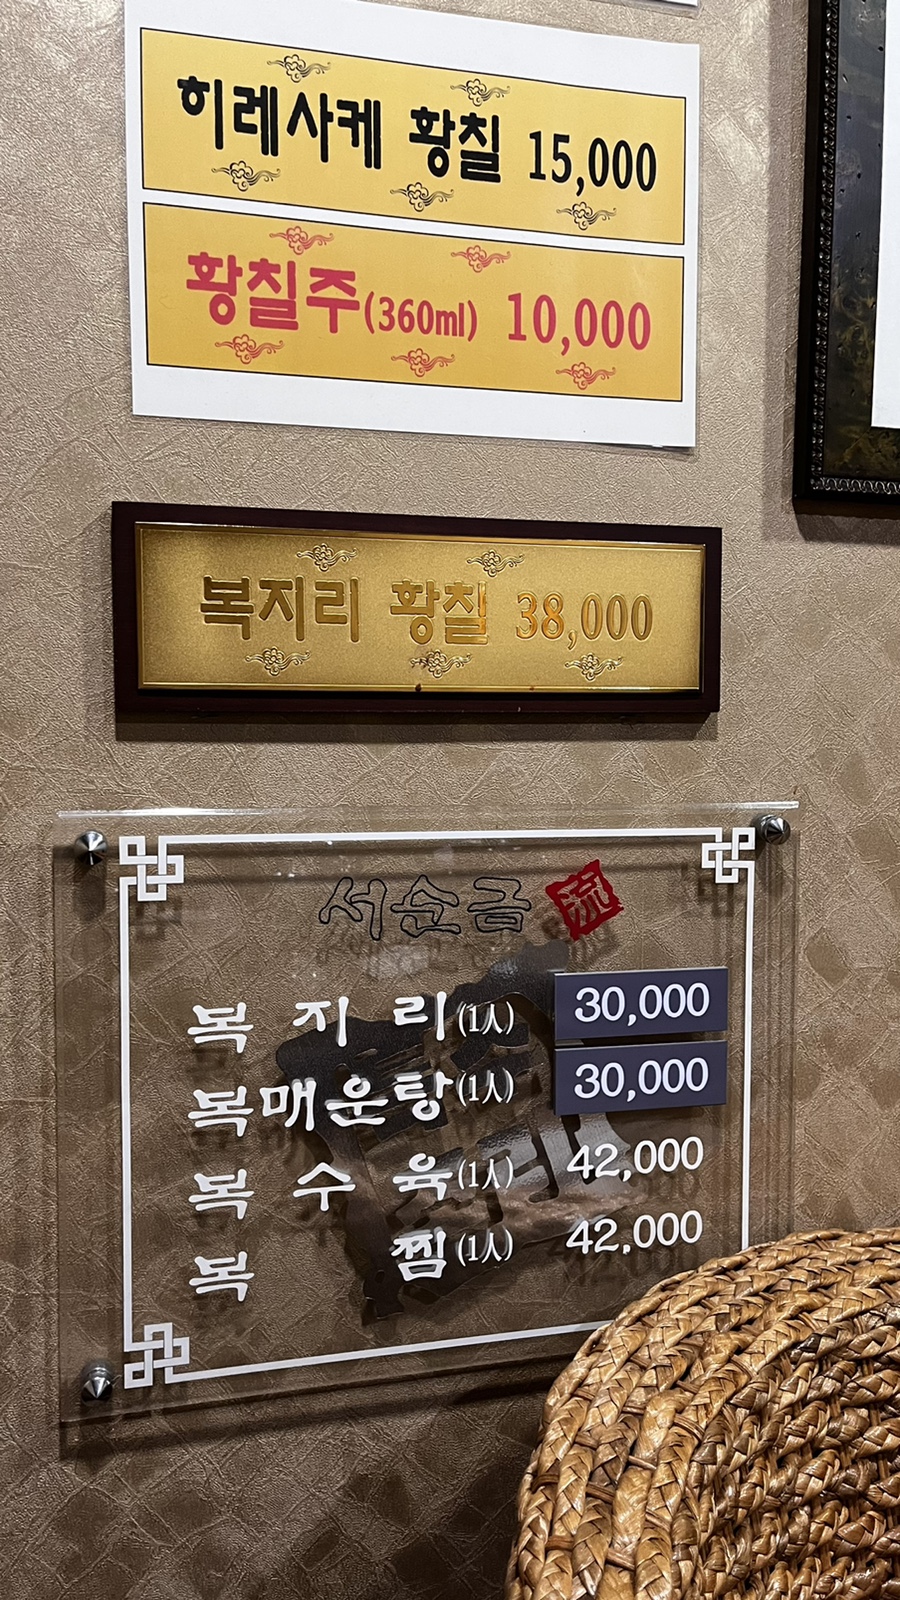 히레사케 황칠 15,000
황칠주(360ml) 10,000
복지리 황칠 38,000
서순금 流
복지리(1人) 30,000
복매운탕(1人) 30,000
복수육(1人) 42,000
복찜(1人) 42,000